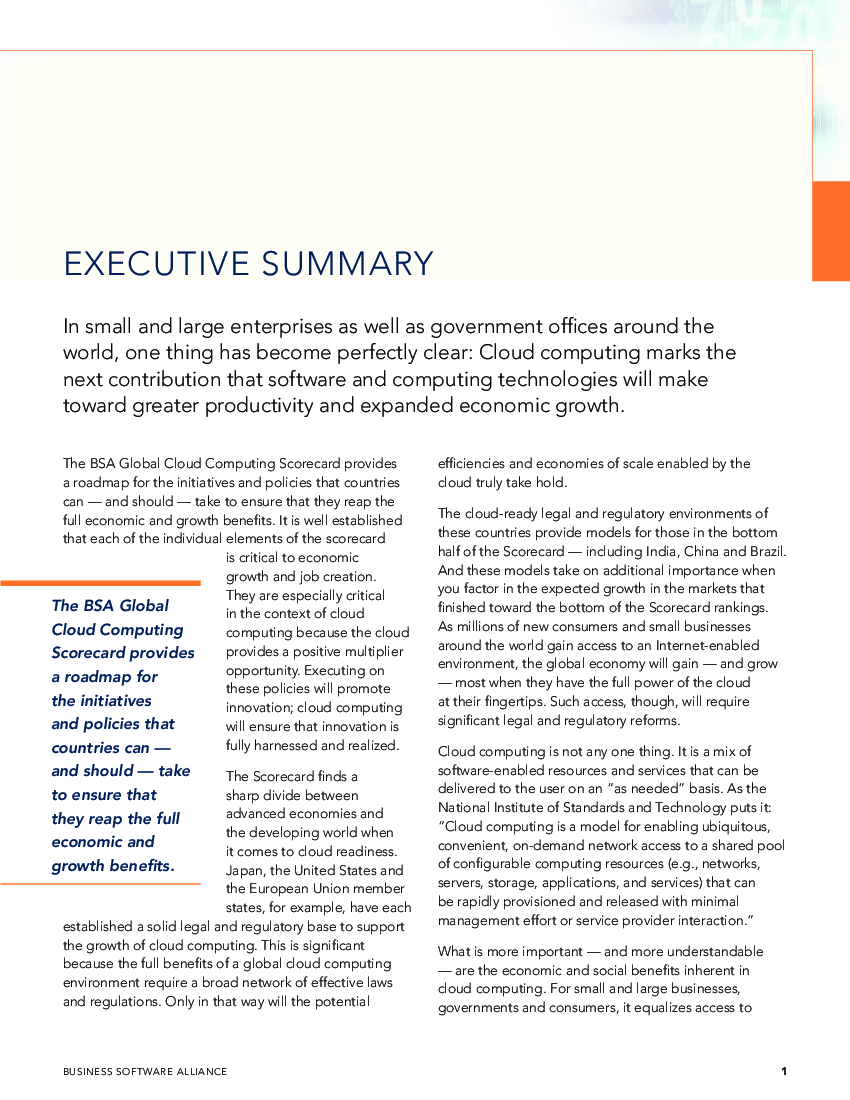 EXECUTIVE SUMMARY
In small and large enterprises as well as government offices around the
world, one thing has become perfectly clear: Cloud computing marks the
next contribution that software and computing technologies will make
toward greater productivity and expanded economic growth.
The BSA Global Cloud Computing Scorecard provides
a roadmap for the initiatives and policies that countries
can — and should — take to ensure that they reap the
full economic and growth benefits. It is well established
that each of the individual elements of the scorecard
is critical to economic
growth and job creation.
They are especially critical
in the context of cloud
computing because the cloud
provides a positive multiplier
opportunity. Executing on
these policies will promote
innovation; cloud computing
will ensure that innovation is
fully harnessed and realized.
The Scorecard finds a
sharp divide between
advanced economies and
the developing world when
it comes to cloud readiness.
Japan, the United States and
the European Union member
states, for example, have each
established a solid legal and regulatory base to support
the growth of cloud computing. This is significant
because the full benefits of a global cloud computing
environment require a broad network of effective laws
and regulations. Only in that way will the potential
The BSA Global
Cloud Computing
Scorecard provides
a roadmap for
the initiatives
and policies that
countries can —
and should — take
to ensure that
they reap the full
economic and
growth benefits.
efficiencies and economies of scale enabled by the
cloud truly take hold.
The cloud-ready legal and regulatory environments of
these countries provide models for those in the bottom
half of the Scorecard — including India, China and Brazil.
And these models take on additional importance when
you factor in the expected growth in the markets that
finished toward the bottom of the Scorecard rankings.
As millions of new consumers and small businesses
around the world gain access to an Internet-enabled
environment, the global economy will gain — and grow
— most when they have the full power of the cloud
at their fingertips. Such access, though, will require
significant legal and regulatory reforms.
Cloud computing is not any one thing. It is a mix of
software-enabled resources and services that can be
delivered to the user on an “as needed” basis. As the
National Institute of Standards and Technology puts it:
“Cloud computing is a model for enabling ubiquitous,
convenient, on-demand network access to a shared pool
of configurable computing resources (e.g., networks,
servers, storage, applications, and services) that can
be rapidly provisioned and released with minimal
management effort or service provider interaction.”
What is more important — and more understandable
— are the economic and social benefits inherent in
cloud computing. For small and large businesses,
governments and consumers, it equalizes access to
BUSINESS SOFTWARE ALLIANCE
1